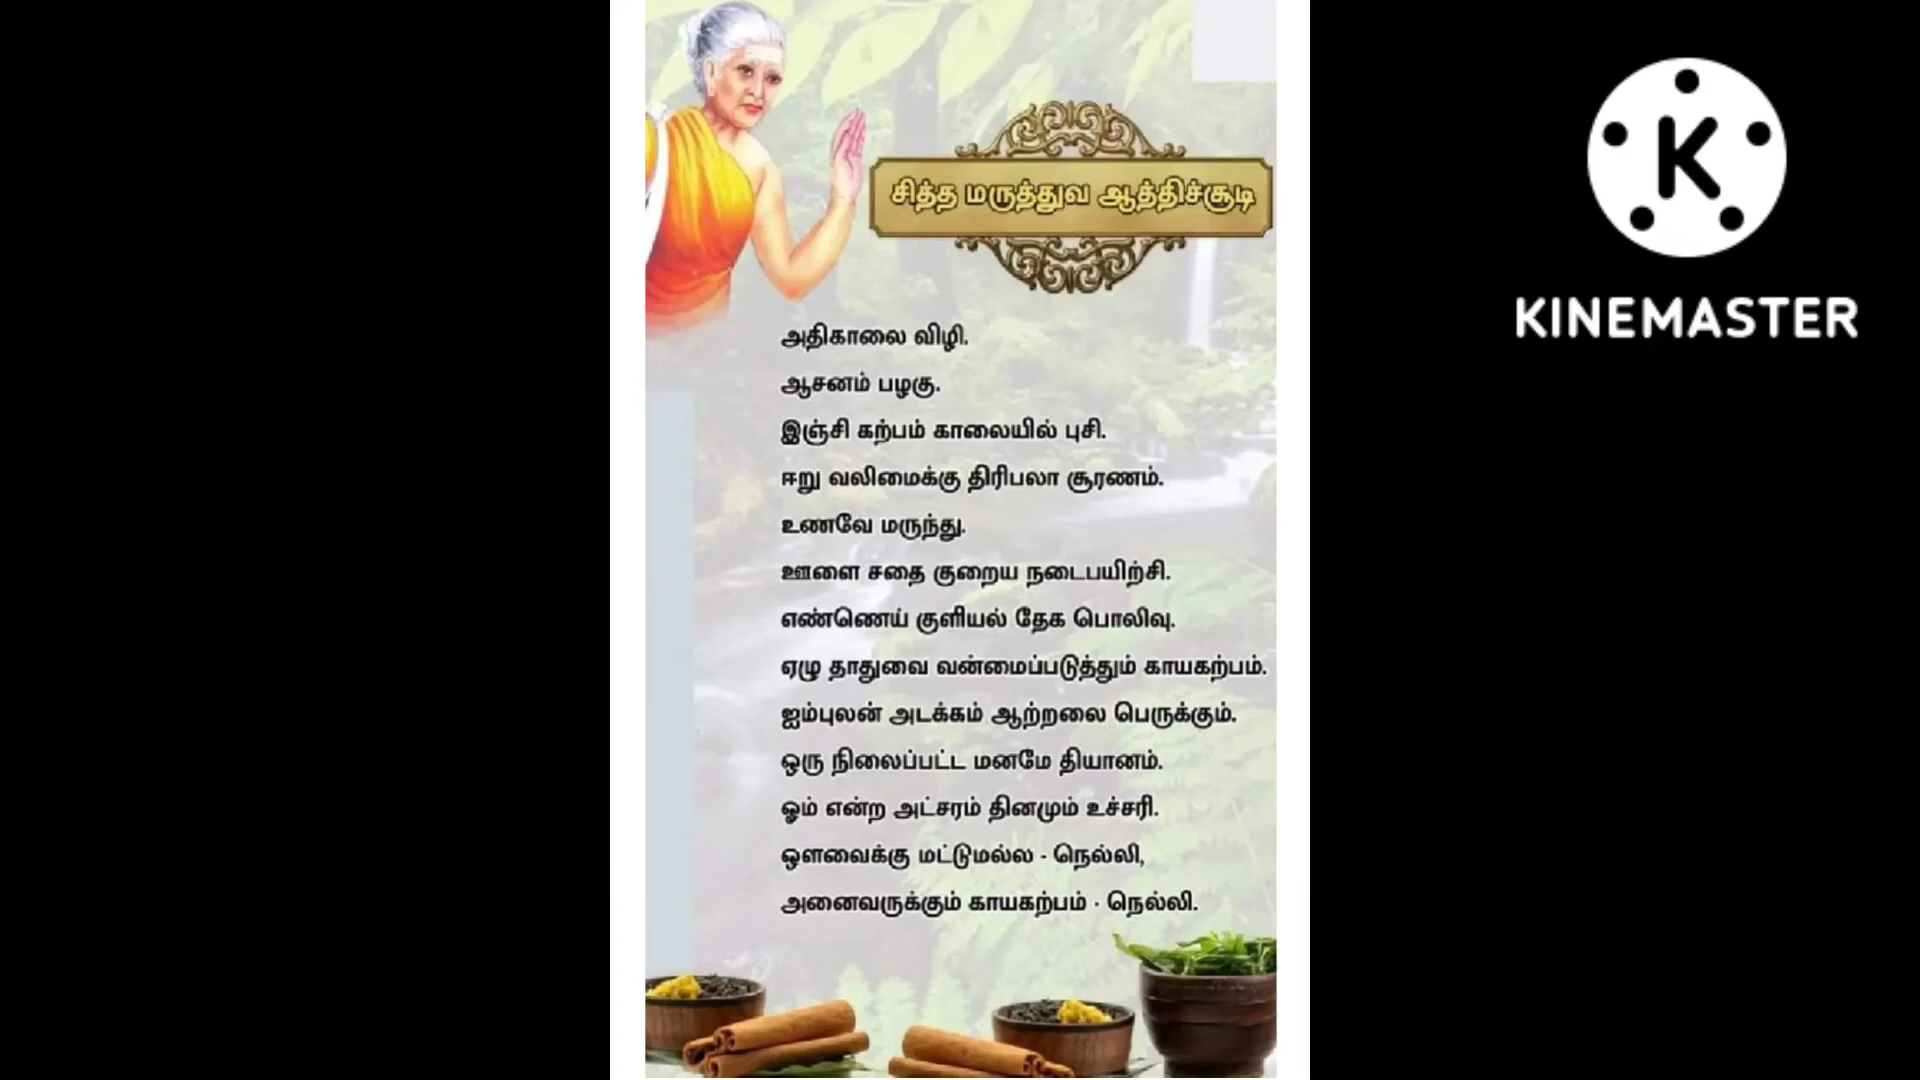 சித்த மருத்துவ ஆத்திச்சூடி
அதிகாலை விழி.
ஆசனம் பழகு.
இஞ்சி கற்பம் காலையில் புசி.
ஈறு வலிமைக்கு திரிபலா சூரணம்.
உணவே மருந்து.
ஊளை சதை குறைய நடைபயிற்சி.
எண்ணெய் குளியல் தேக பொலிவு.
ஏழு தாதுவை வன்மைப்படுத்தும் காயகற்பம்.
ஐம்புலன் அடக்கம் ஆற்றலை பெருக்கும்.
ஒரு நிலைப்பட்ட மனமே தியானம்.
ஓம் என்ற அட்சரம் தினமும் உச்சரி.
ஔவைக்கு மட்டுமல்ல - நெல்லி,
அனைவருக்கும் காயகற்பம் - நெல்லி.
K
KINEMASTER